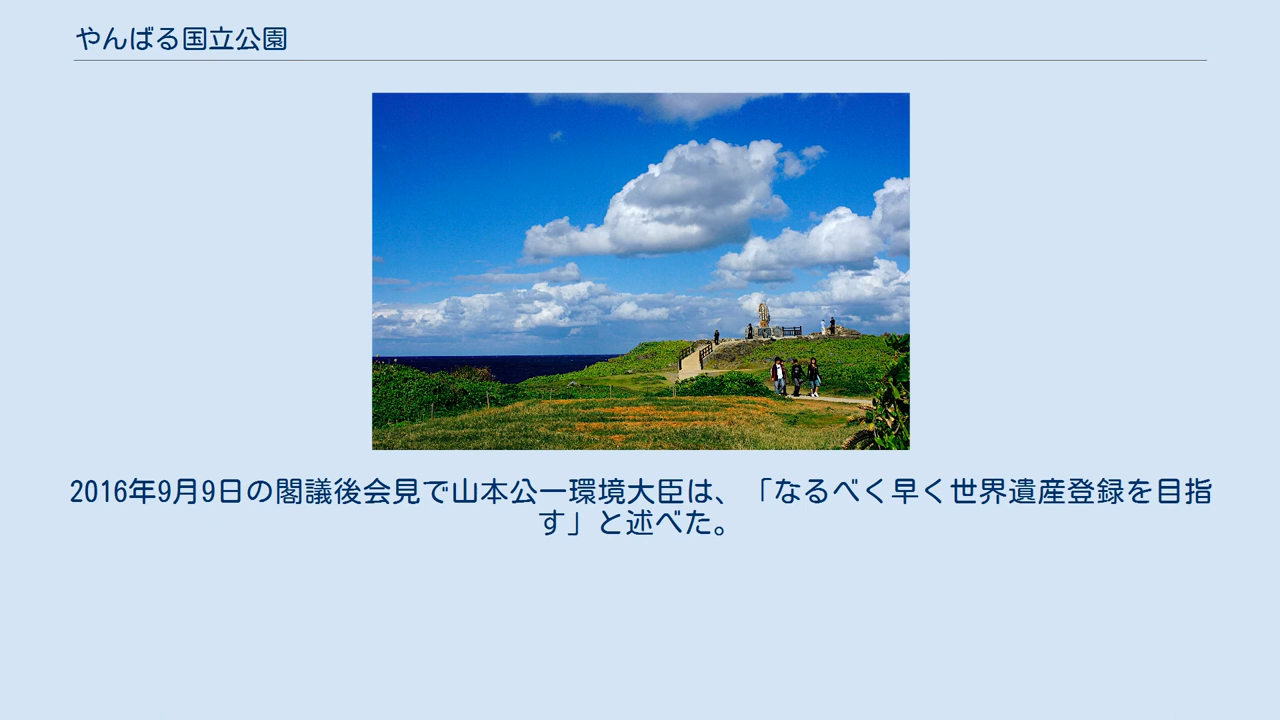 やんばる国立公園
2016年9月9日の閣議後会見で山本公一環境大臣は、「なるべく早く世界遺産登録を目指
す」と述べた。